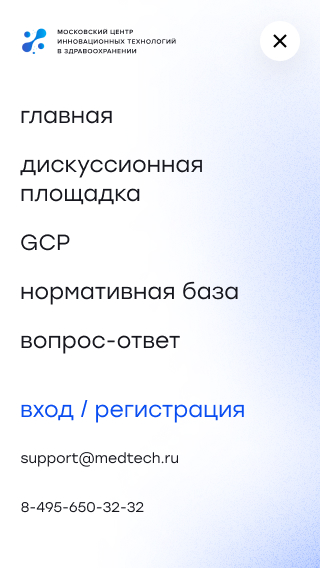 МОСКОВСКИЙ ЦЕНТР
ИННОВАЦИОННЫХ ТЕХНОЛОГИЙ
В ЗДРАВООХРАНЕНИИ
главная
дискуссионная
площадка
GCP
нормативная база
вопрос-ответ
вход / регистрация
support@medtech.ru
8-495-650-32-32